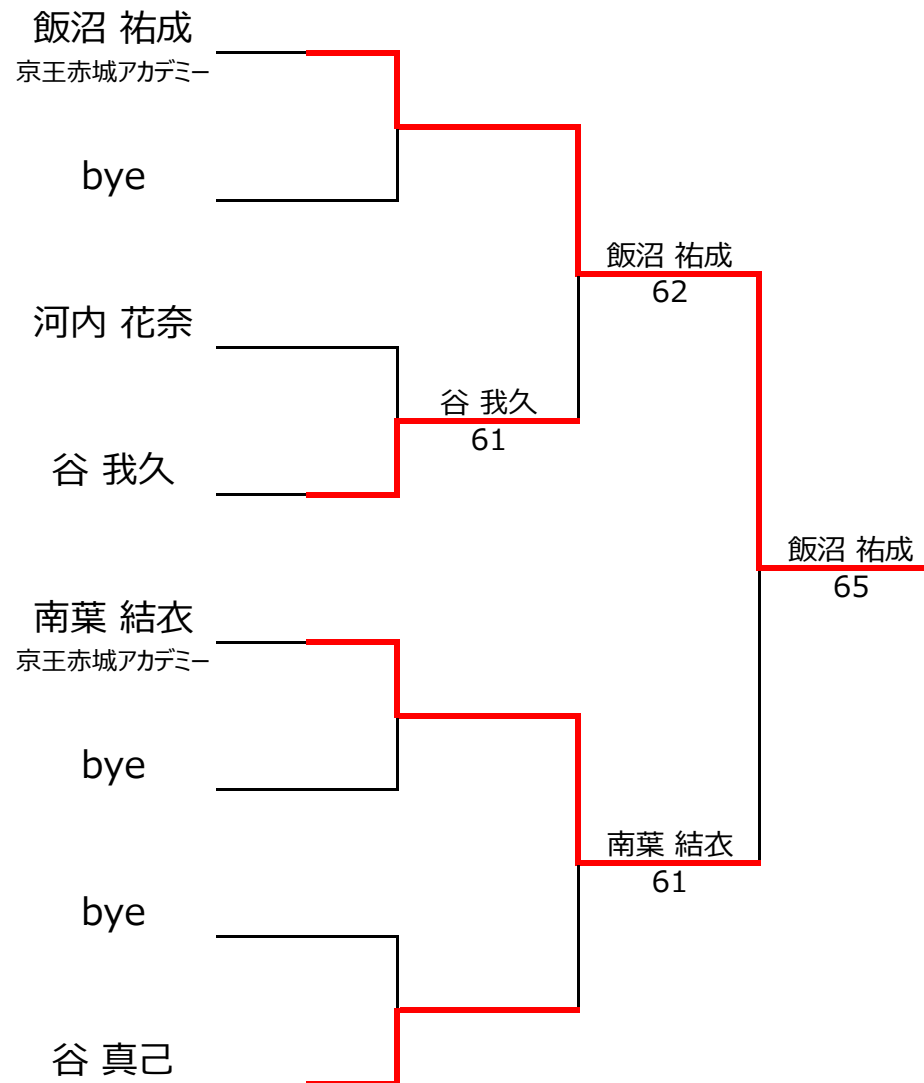 飯沼 祐成
京王赤城アカデミー
bye
飯沼 祐成
62
河内 花奈
谷 我久
61
谷 我久
飯沼 祐成
65
南葉 結衣
京王赤城アカデミー
bye
南葉 結衣
61
bye
谷 真己